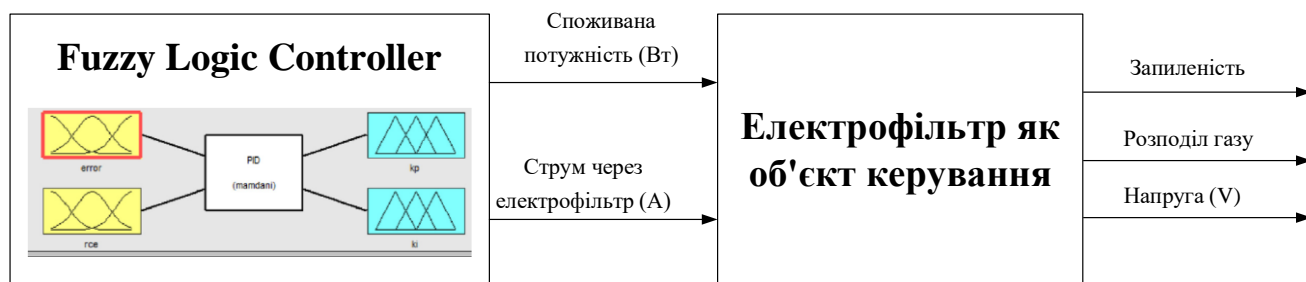 Fuzzy Logic Controller
error
rce
PID
(mamdani)
kp
ki
Споживана
потужність (Вт)
Струм через
електрофільтр (А)
Електрофільтр як
об'єкт керування
Запиленість
Розподіл газу
Напруга (V)